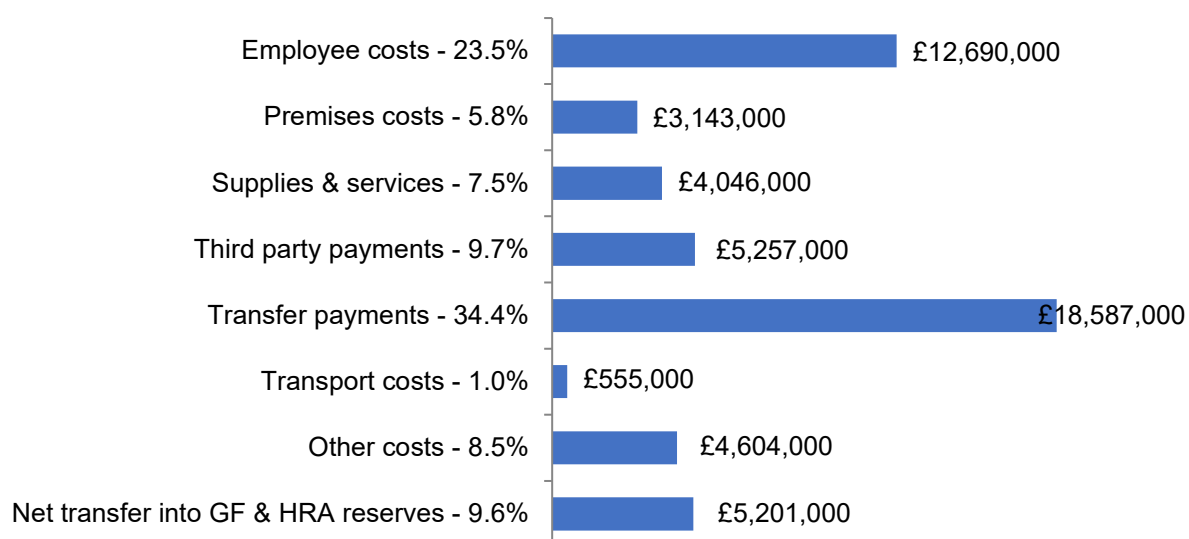 Employee costs - 23.5% £12,690,000
Premises costs - 5.8% £3,143,000
Supplies & services - 7.5% £4,046,000
Third party payments - 9.7% £5,257,000
Transfer payments - 34.4% £18,587,000
Transport costs - 1.0% £555,000
Other costs - 8.5% £4,604,000
Net transfer into GF & HRA reserves - 9.6% £5,201,000